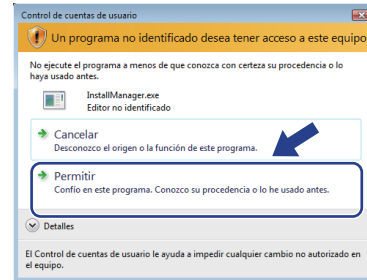 Control de cuentas de usuario
Un programa no identificado desea tener acceso a este equipo
No ejecute el programa a menos de que conozca con certeza su procedencia o lo
haya usado antes.
InstallManager.exe
Editor no identificado
Cancelar
Desconozco el origen o la función de este programa.
Permitir
Confío en este programa. Conozco su procedencia o lo he usado antes.
Detalles
El Control de cuentas de usuario le ayuda a impedir cualquier cambio no autorizado en
el equipo.